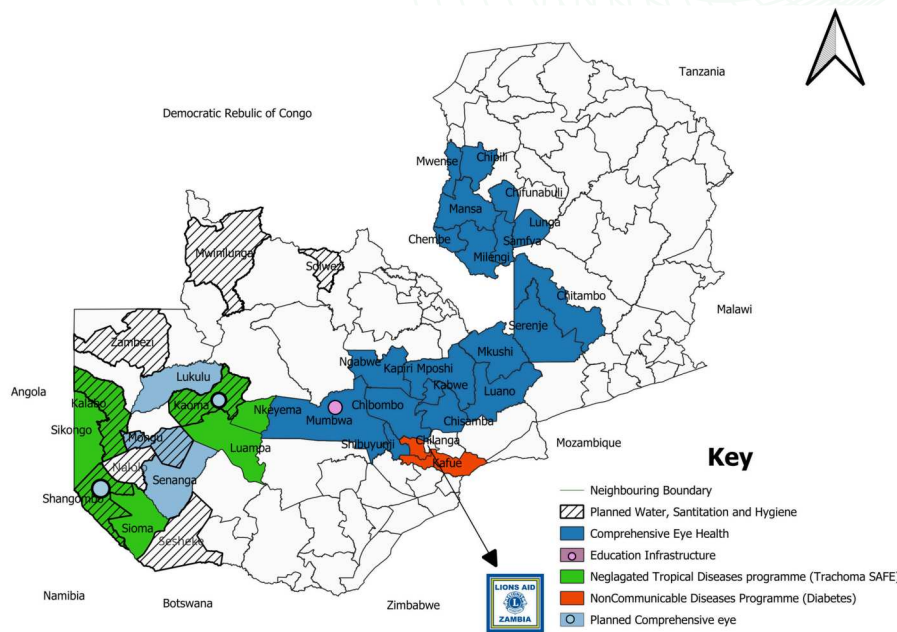 Tanzania
Democratic Rebulic of Congo
Mwense
Chipili
Chifunabuli
Mansa
Lunga
Chembe
Samfya
Milengi
Mwinilunga
Solwezi
Chitambo
Malawi
Serenje
Zambezi
Mkushi
Ngabwe
Kapiri Mposhi
Lukulu
Kabwe
Luano
Angola
Kalabo
Kaoma
Nkeyema
Chibombo
Mumbwa
Chisamba
Sikongo
Mongu
Luampa
Shibuyumji
Chilanga
Mozambique
Nalolo
Kafue
Key
Senanga
Shangombo
Neighbouring Boundary
Planned Water, Santitation and Hygiene
Sioma
Comprehensive Eye Health
Sesheke
Education Infrastructure
LIONS AID
Neglagated Tropical Diseases programme (Trachoma SAFE)
Namibia
Botswana
Zimbabwe
NonCommunicable Diseases Programme (Diabetes)
ZAMBIA
Planned Comprehensive eye